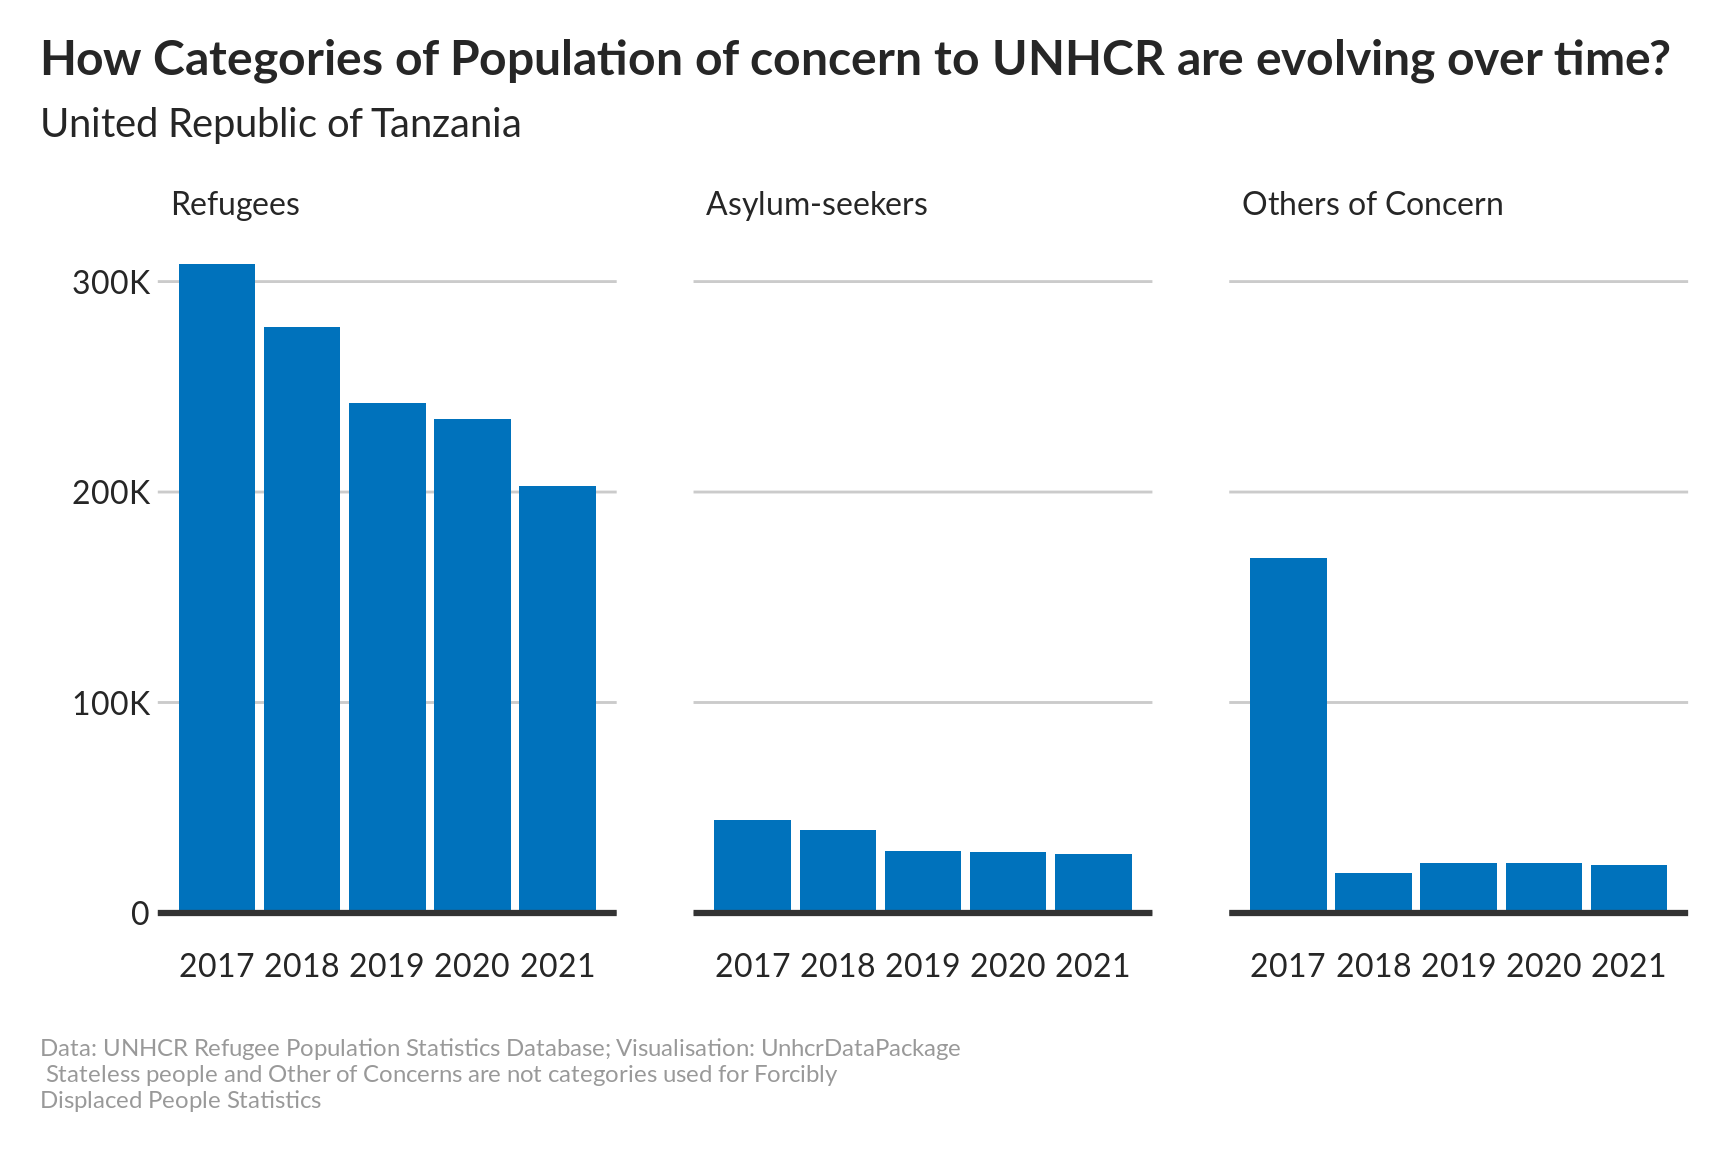 How Categories of Population of concern to UNHCR are evolving over time?
United Republic of Tanzania
Refugees
Asylum-seekers
Others of Concern
300K
200K
100K
0
2017 2018 2019 2020 2021
2017 2018 2019 2020 2021
2017 2018 2019 2020 2021
Data: UNHCR Refugee Population Statistics Database; Visualisation: UnhcrDataPackage
Stateless people and Other of Concerns are not categories used for Forcibly
Displaced People Statistics